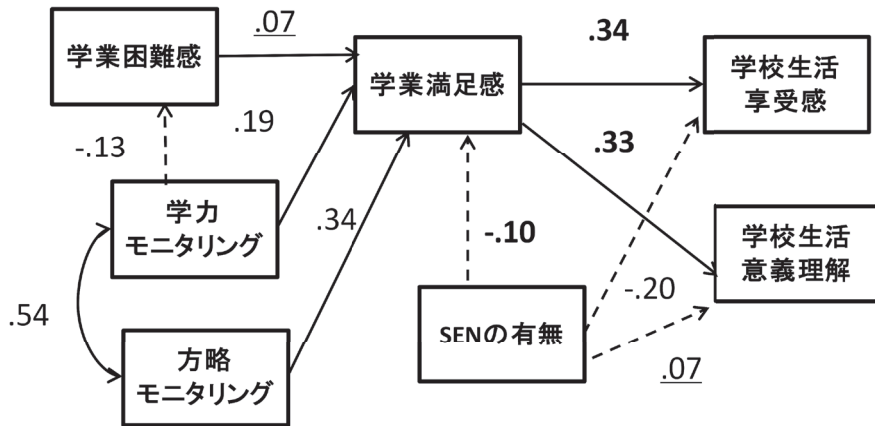 学業困難感
.07
学業満足感
.34
学校生活
享受感
-.13
.19
.33
学力
モニタリング
.34
-.10
学校生活
意義理解
-.20
.54
SENの有無
方略
モニタリング
.07